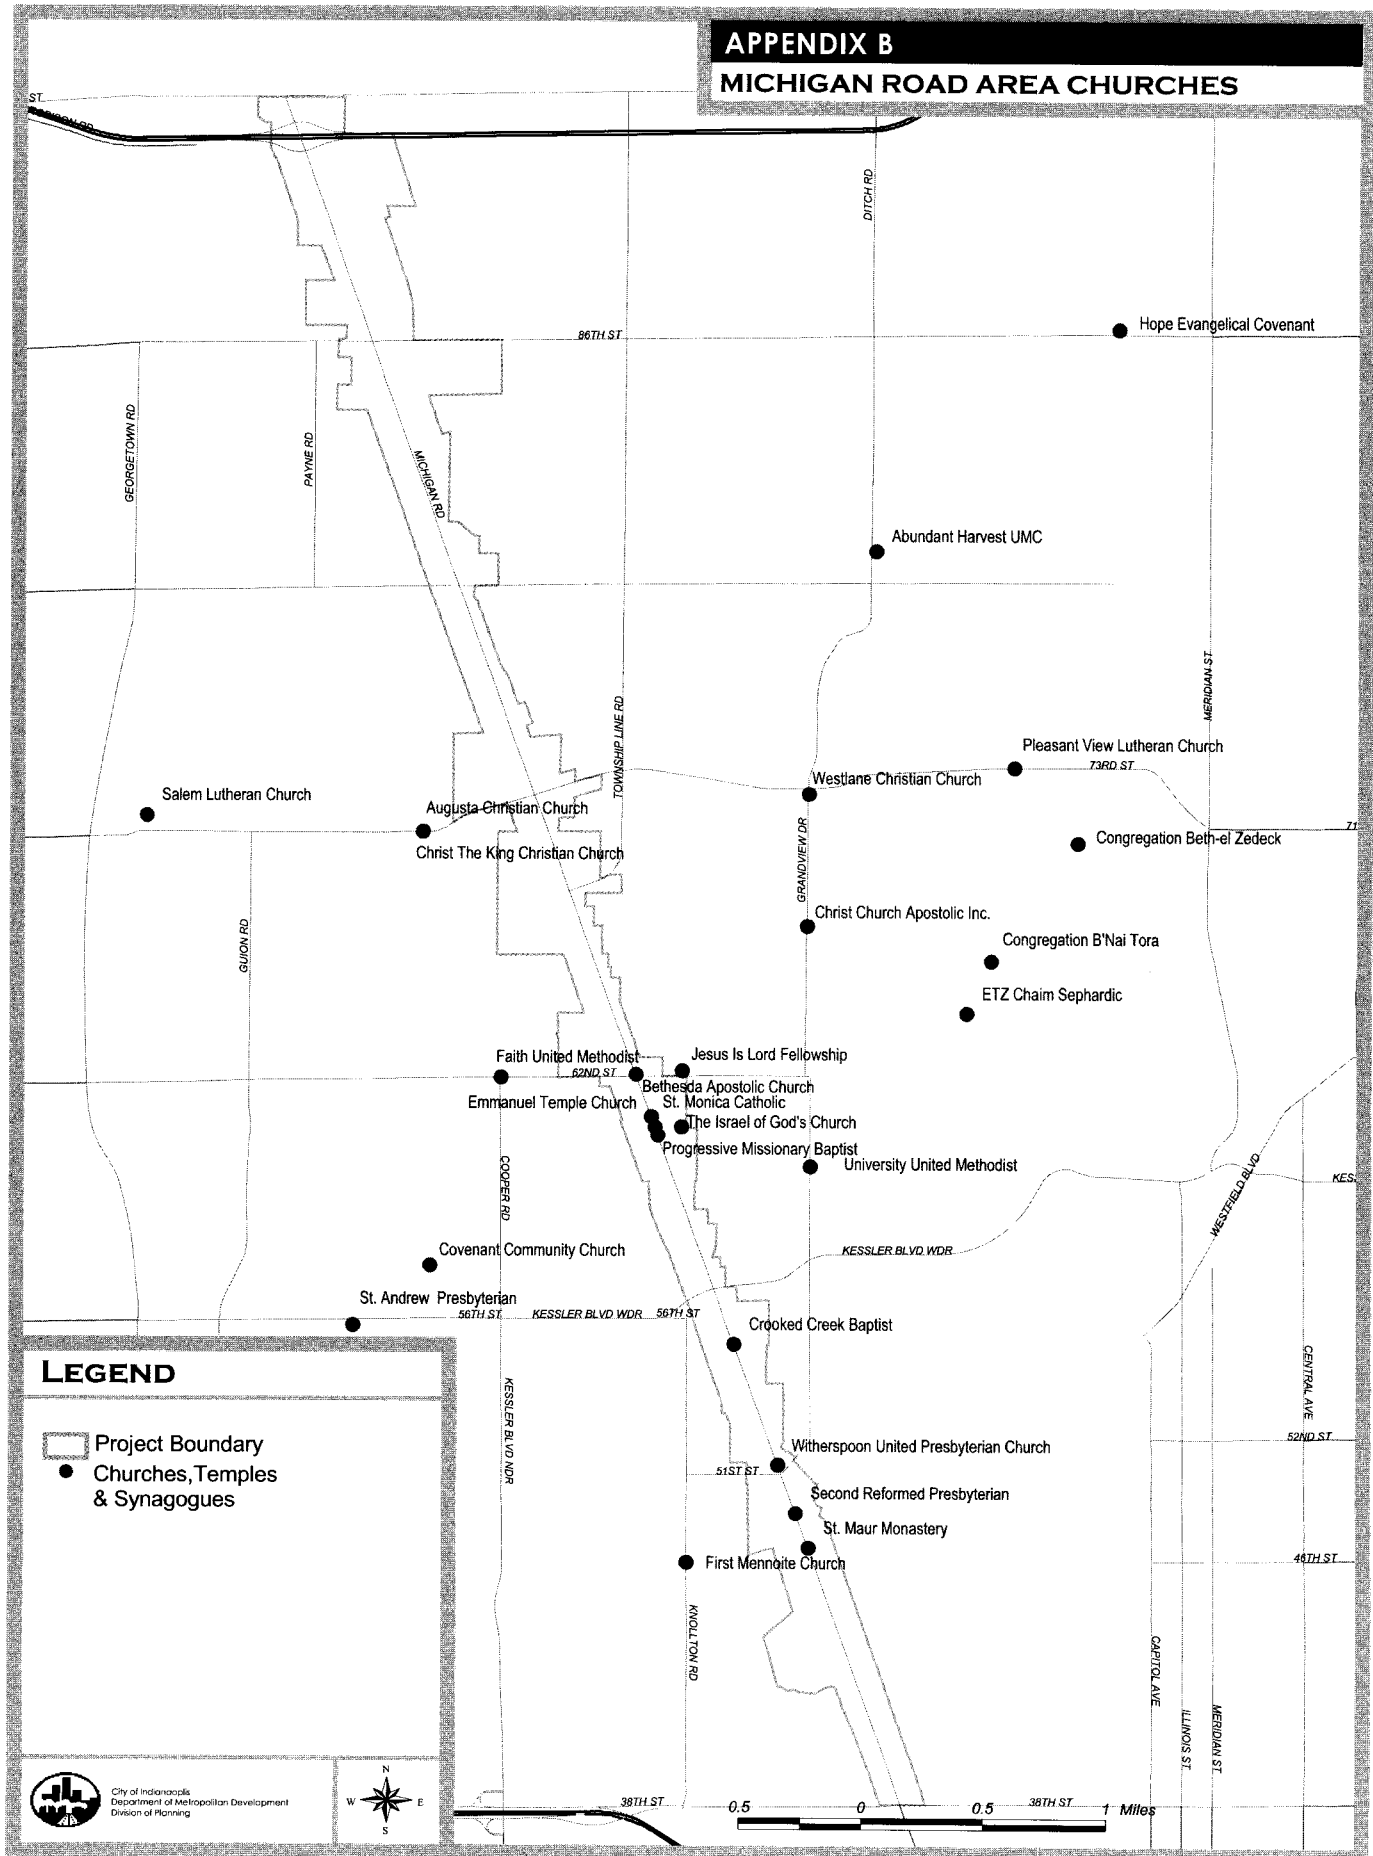 APPENDIX B
MICHIGAN ROAD AREA CHURCHES
ST.
DITCH RD
86TH ST
Hope Evangelical Covenant
GEORGETOWN RD
PAYNE RD
MICHIGAN RD
Abundant Harvest UMC
MERIDIAN ST.
TOWNSHIP LINE RD
Pleasant View Lutheran Church
73RD ST
Westlane Christian Church
Salem Lutheran Church
Augusta Christian Church
71
Congregation Beth-el Zedeck
Christ The King Christian Church
GRANDVIEW DR
Christ Church Apostolic Inc.
GUION RD
Congregation B'Nai Tora
ETZ Chaim Sephardic
Faith United Methodist
Jesus Is Lord Fellowship
62ND ST
Bethesda Apostolic Church
Emmanuel Temple Church
St. Monica Catholic
The Israel of God's Church
Progressive Missionary Baptist
University United Methodist
COOPER RD
WESTFIELD BLVD
KES
Covenant Community Church
KESSLER BLVD WDR
St. Andrew Presbyterian
56TH ST
KESSLER BLVD WDR
56TH ST
Crooked Creek Baptist
LEGEND
KESSLER BLVD NDR
CENTRAL AVE
Project Boundary
Churches, Temples
& Synagogues
Witherspoon United Presbyterian Church
52ND ST
51ST ST
Second Reformed Presbyterian
St. Maur Monastery
First Mennoite Church
46TH ST
KNOLLTON RD
CAPITOL AVE
ILLINOIS ST
MERIDIAN ST
City of Indianapolis
Department of Metropolitan Development
Division of Planning
N
W
E
S
38TH ST
0.5
0
0.5
38TH ST
1 Miles